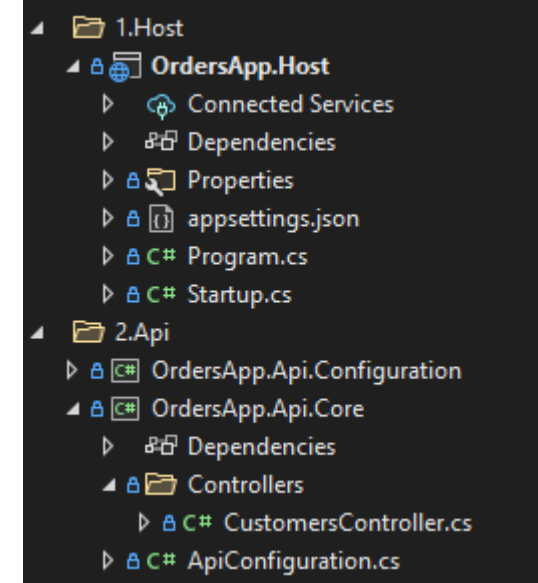 1.Host
OrdersApp.Host
Connected Services
Dependencies
Properties
appsettings.json
C# Program.cs
C# Startup.cs
2.Api
C# OrdersApp.Api.Configuration
C# OrdersApp.Api.Core
Dependencies
Controllers
C# CustomersController.cs
C# ApiConfiguration.cs